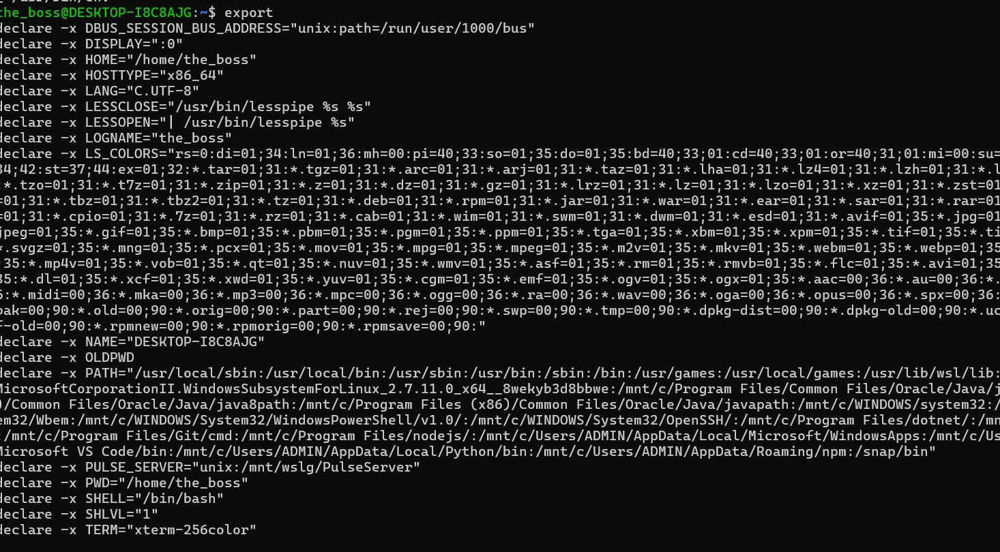 the_boss@DESKTOP-I8C8AJG:~$ export
declare -x DBUS_SESSION_BUS_ADDRESS="unix:path=/run/user/1000/bus"
declare -x DISPLAY=":0"
declare -x HOME="/home/the_boss"
declare -x HOSTTYPE="x86_64"
declare -x LANG="C.UTF-8"
declare -x LESSCLOSE="/usr/bin/lesspipe %s %s"
declare -x LESSOPEN="| /usr/bin/lesspipe %s"
declare -x LOGNAME="the_boss"
declare -x LS_COLORS="rs=0:di=01;34:ln=01;36:mh=00:pi=40;33:so=01;35:do=01;35:bd=40;33;01:cd=40;33;01:or=40;31;01:mi=00:su=
34;42:st=37;44:ex=01;32:*.tar=01;31:*.tgz=01;31:*.arc=01;31:*.arj=01;31:*.taz=01;31:*.lha=01;31:*.lz4=01;31:*.lzh=01;31:*.l
:*.tzo=01;31:*.t7z=01;31:*.zip=01;31:*.z=01;31:*.dz=01;31:*.gz=01;31:*.lrz=01;31:*.lz=01;31:*.lzo=01;31:*.xz=01;31:*.zst=01
=01;31:*.tbz=01;31:*.tbz2=01;31:*.tz=01;31:*.deb=01;31:*.rpm=01;31:*.jar=01;31:*.war=01;31:*.ear=01;31:*.sar=01;31:*.rar=01
=01;31:*.cpio=01;31:*.7z=01;31:*.rz=01;31:*.cab=01;31:*.wim=01;31:*.swm=01;31:*.dwm=01;31:*.esd=01;31:*.avif=01;35:*.jpg=01
jpeg=01;35:*.gif=01;35:*.bmp=01;35:*.pbm=01;35:*.pgm=01;35:*.ppm=01;35:*.tga=01;35:*.xbm=01;35:*.xpm=01;35:*.tif=01;35:*.ti
*.svgz=01;35:*.mng=01;35:*.pcx=01;35:*.mov=01;35:*.mpg=01;35:*.mpeg=01;35:*.m2v=01;35:*.mkv=01;35:*.webm=01;35:*.webp=01;35
;35:*.mp4v=01;35:*.vob=01;35:*.qt=01;35:*.nuv=01;35:*.wmv=01;35:*.asf=01;35:*.rm=01;35:*.rmvb=01;35:*.flc=01;35:*.avi=01;35
35:*.dl=01;35:*.xcf=01;35:*.xwd=01;35:*.yuv=01;35:*.cgm=01;35:*.emf=01;35:*.ogv=01;35:*.ogx=01;35:*.aac=00;36:*.au=00;36:*.
6:*.midi=00;36:*.mka=00;36:*.mp3=00;36:*.mpc=00;36:*.ogg=00;36:*.ra=00;36:*.wav=00;36:*.oga=00;36:*.opus=00;36:*.spx=00;36:
bak=00;90:*.old=00;90:*.orig=00;90:*.part=00;90:*.rej=00;90:*.swp=00;90:*.tmp=00;90:*.dpkg-dist=00;90:*.dpkg-old=00;90:*.uc
f-old=00;90:*.rpmnew=00;90:*.rpmorig=00;90:*.rpmsave=00;90:"
declare -x NAME="DESKTOP-I8C8AJG"
declare -x OLDPWD
declare -x PATH="/usr/local/sbin:/usr/local/bin:/usr/sbin:/usr/bin:/sbin:/bin:/usr/games:/usr/local/games:/usr/lib/wsl/lib:
MicrosoftCorporationII.WindowsSubsystemForLinux_2.7.11.0_x64__8wekyb3d8bbwe:/mnt/c/Program Files/Common Files/Oracle/Java/j
)/Common Files/Oracle/Java/java8path:/mnt/c/Program Files (x86)/Common Files/Oracle/Java/javapath:/mnt/c/WINDOWS/system32:/
em32/Wbem:/mnt/c/WINDOWS/System32/WindowsPowerShell/v1.0/:/mnt/c/WINDOWS/System32/OpenSSH/:/mnt/c/Program Files/dotnet/:/mn
:/mnt/c/Program Files/Git/cmd:/mnt/c/Program Files/nodejs/:/mnt/c/Users/ADMIN/AppData/Local/Microsoft/WindowsApps:/mnt/c/Us
Microsoft VS Code/bin:/mnt/c/Users/ADMIN/AppData/Local/Python/bin:/mnt/c/Users/ADMIN/AppData/Roaming/npm:/snap/bin"
declare -x PULSE_SERVER="unix:/mnt/wslg/PulseServer"
declare -x PWD="/home/the_boss"
declare -x SHELL="/bin/bash"
declare -x SHLVL="1"
declare -x TERM="xterm-256color"